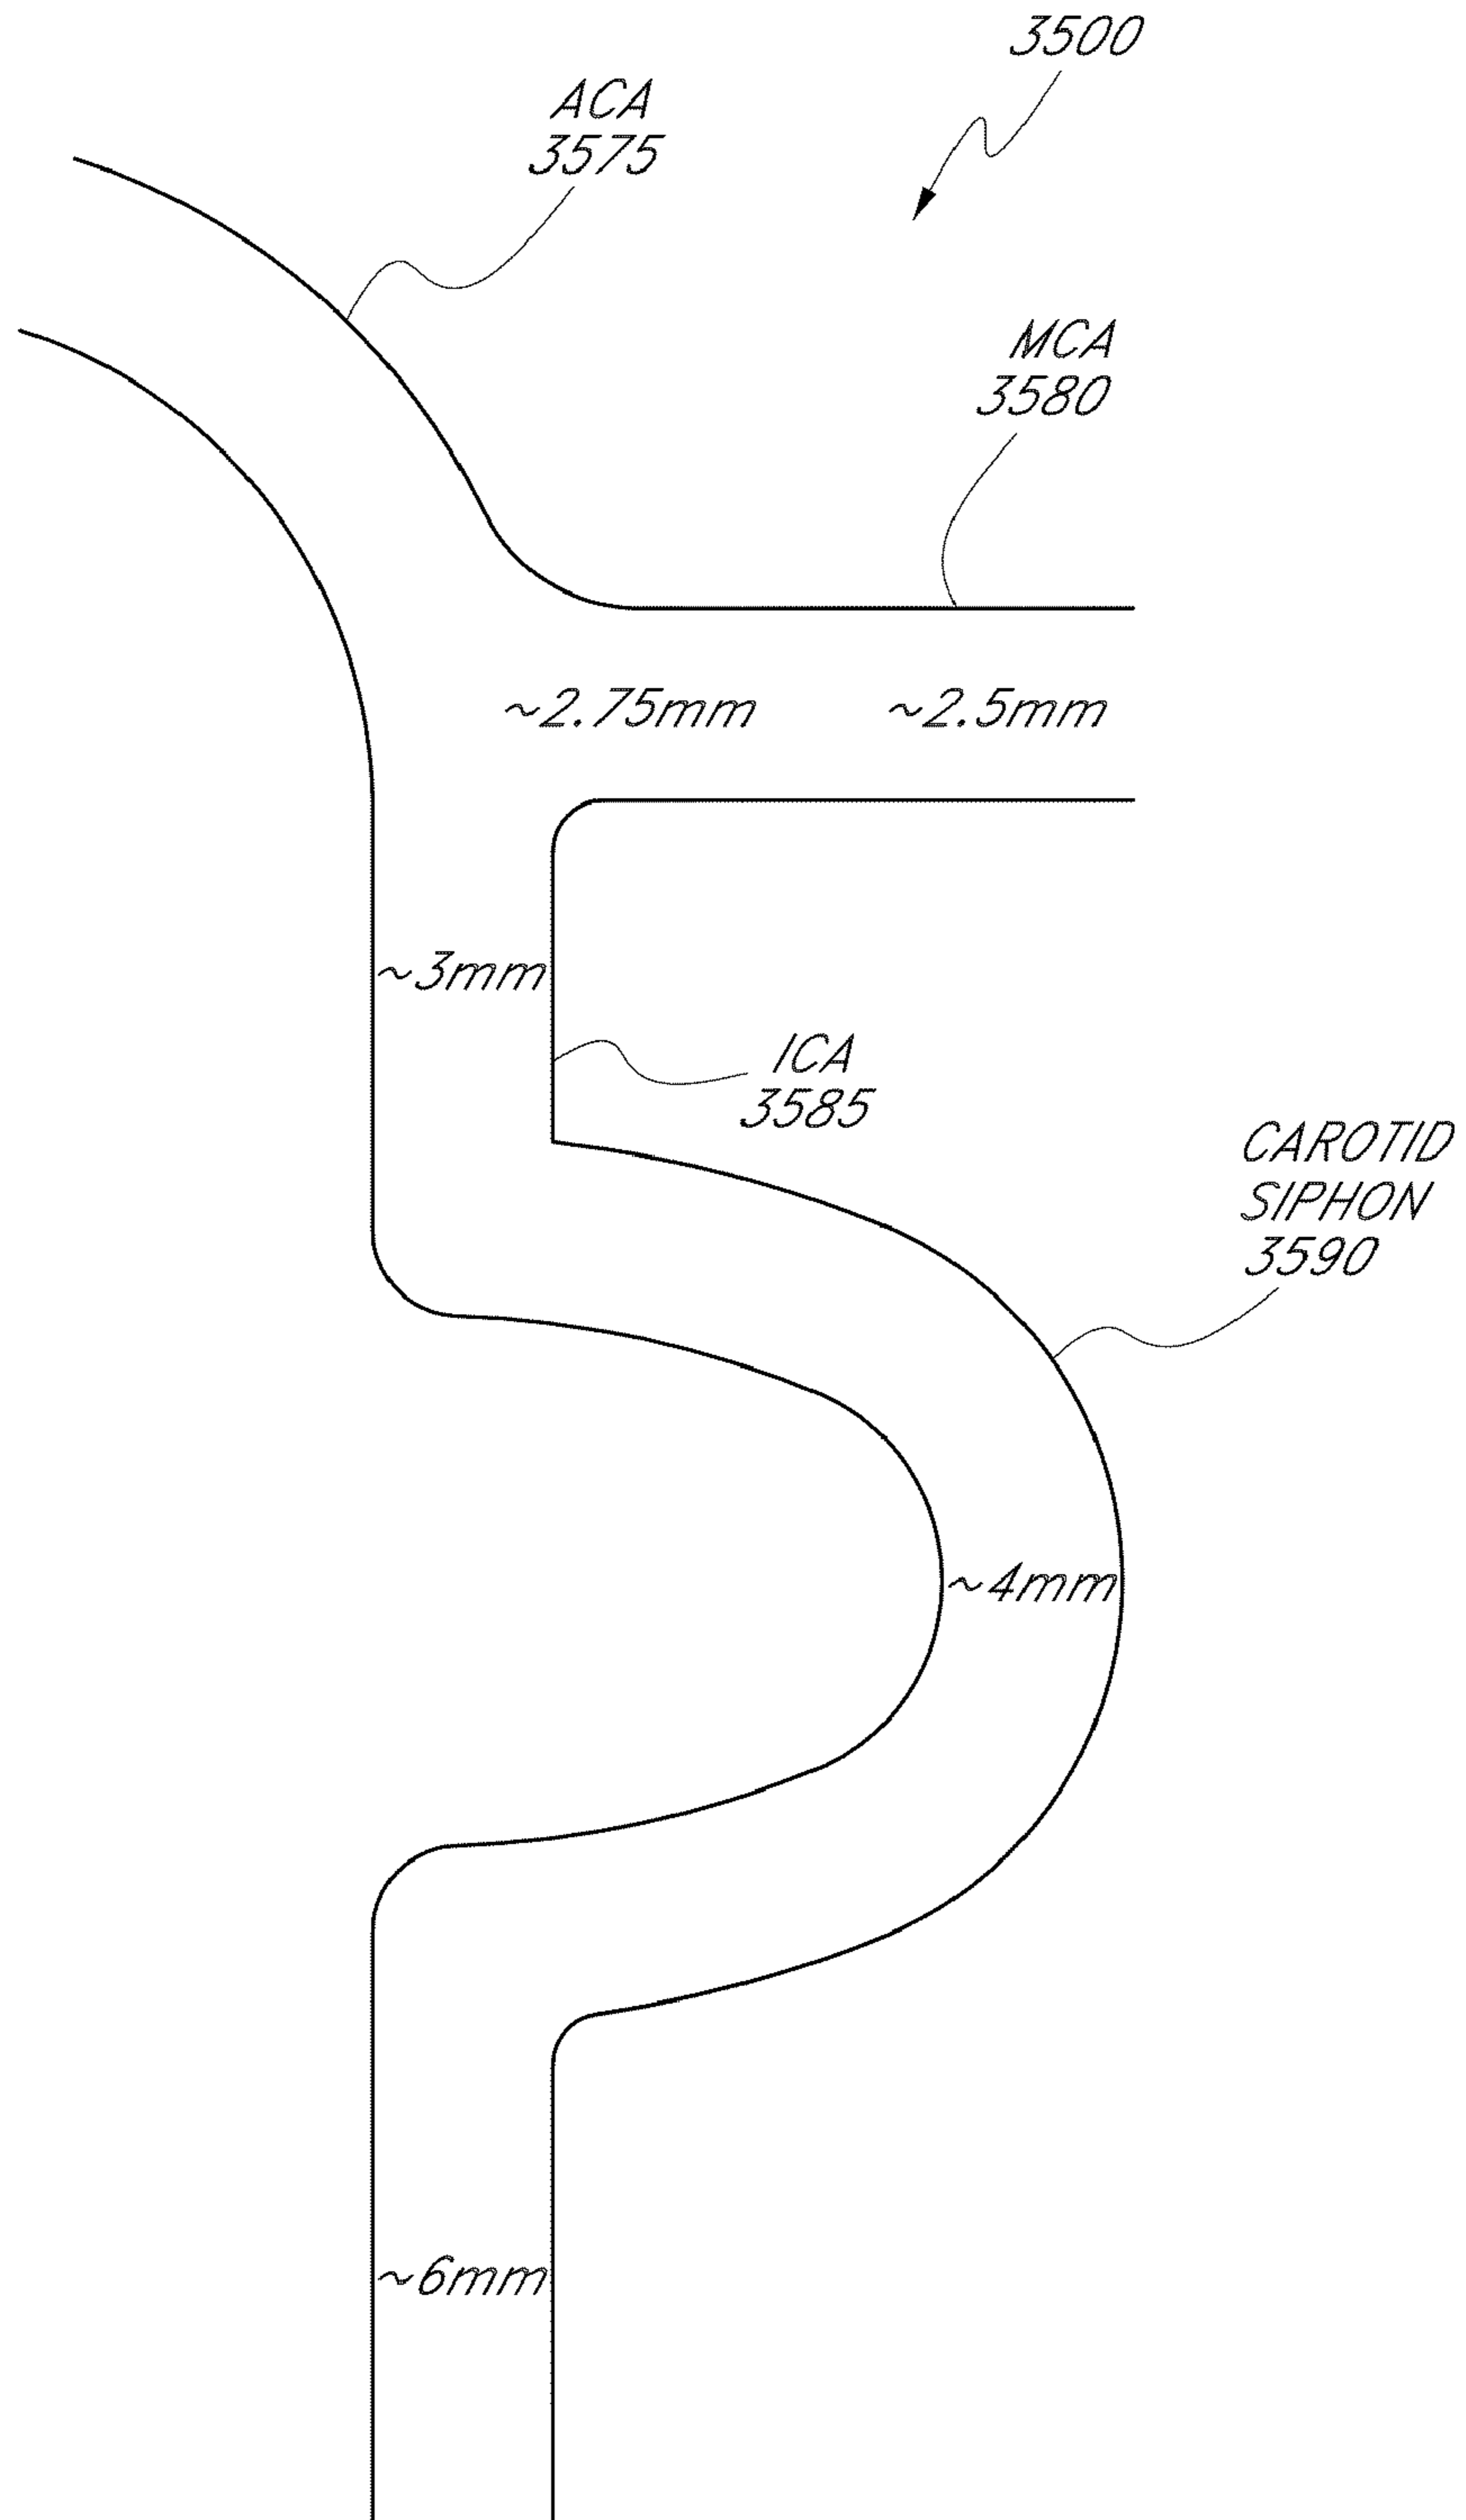 3500
ACA
3575
MCA
3580
~2.75mm ~2.5mm
~3mm
ICA
3585
CAROTID
SIPHON
3590
~4mm
~6mm